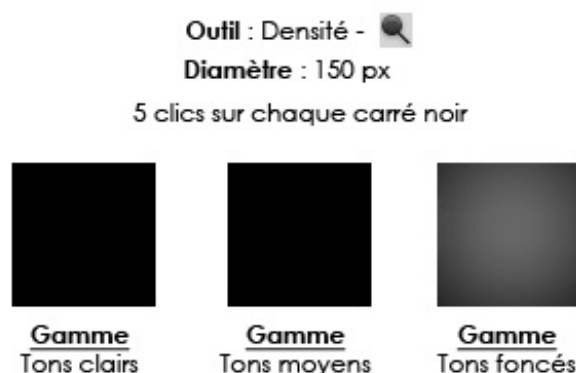 Outil : Densité -
Diamètre : 150 px
5 clics sur chaque carré noir
Gamme Gamme Gamme
Tons clairs Tons moyens Tons foncés